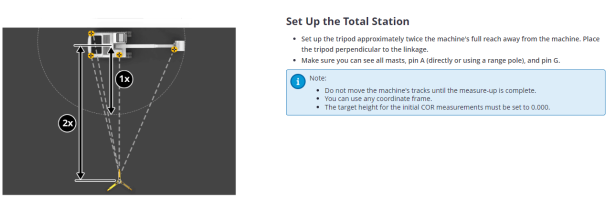 Set Up the Total Station
• Set up the tripod approximately twice the machine's full reach away from the machine. Place
the tripod perpendicular to the linkage.
• Make sure you can see all masts, pin A (directly or using a range pole), and pin G.
1x
2x
i
Note:
• Do not move the machine's tracks until the measure-up is complete.
• You can use any coordinate frame.
• The target height for the initial COR measurements must be set to 0.000.